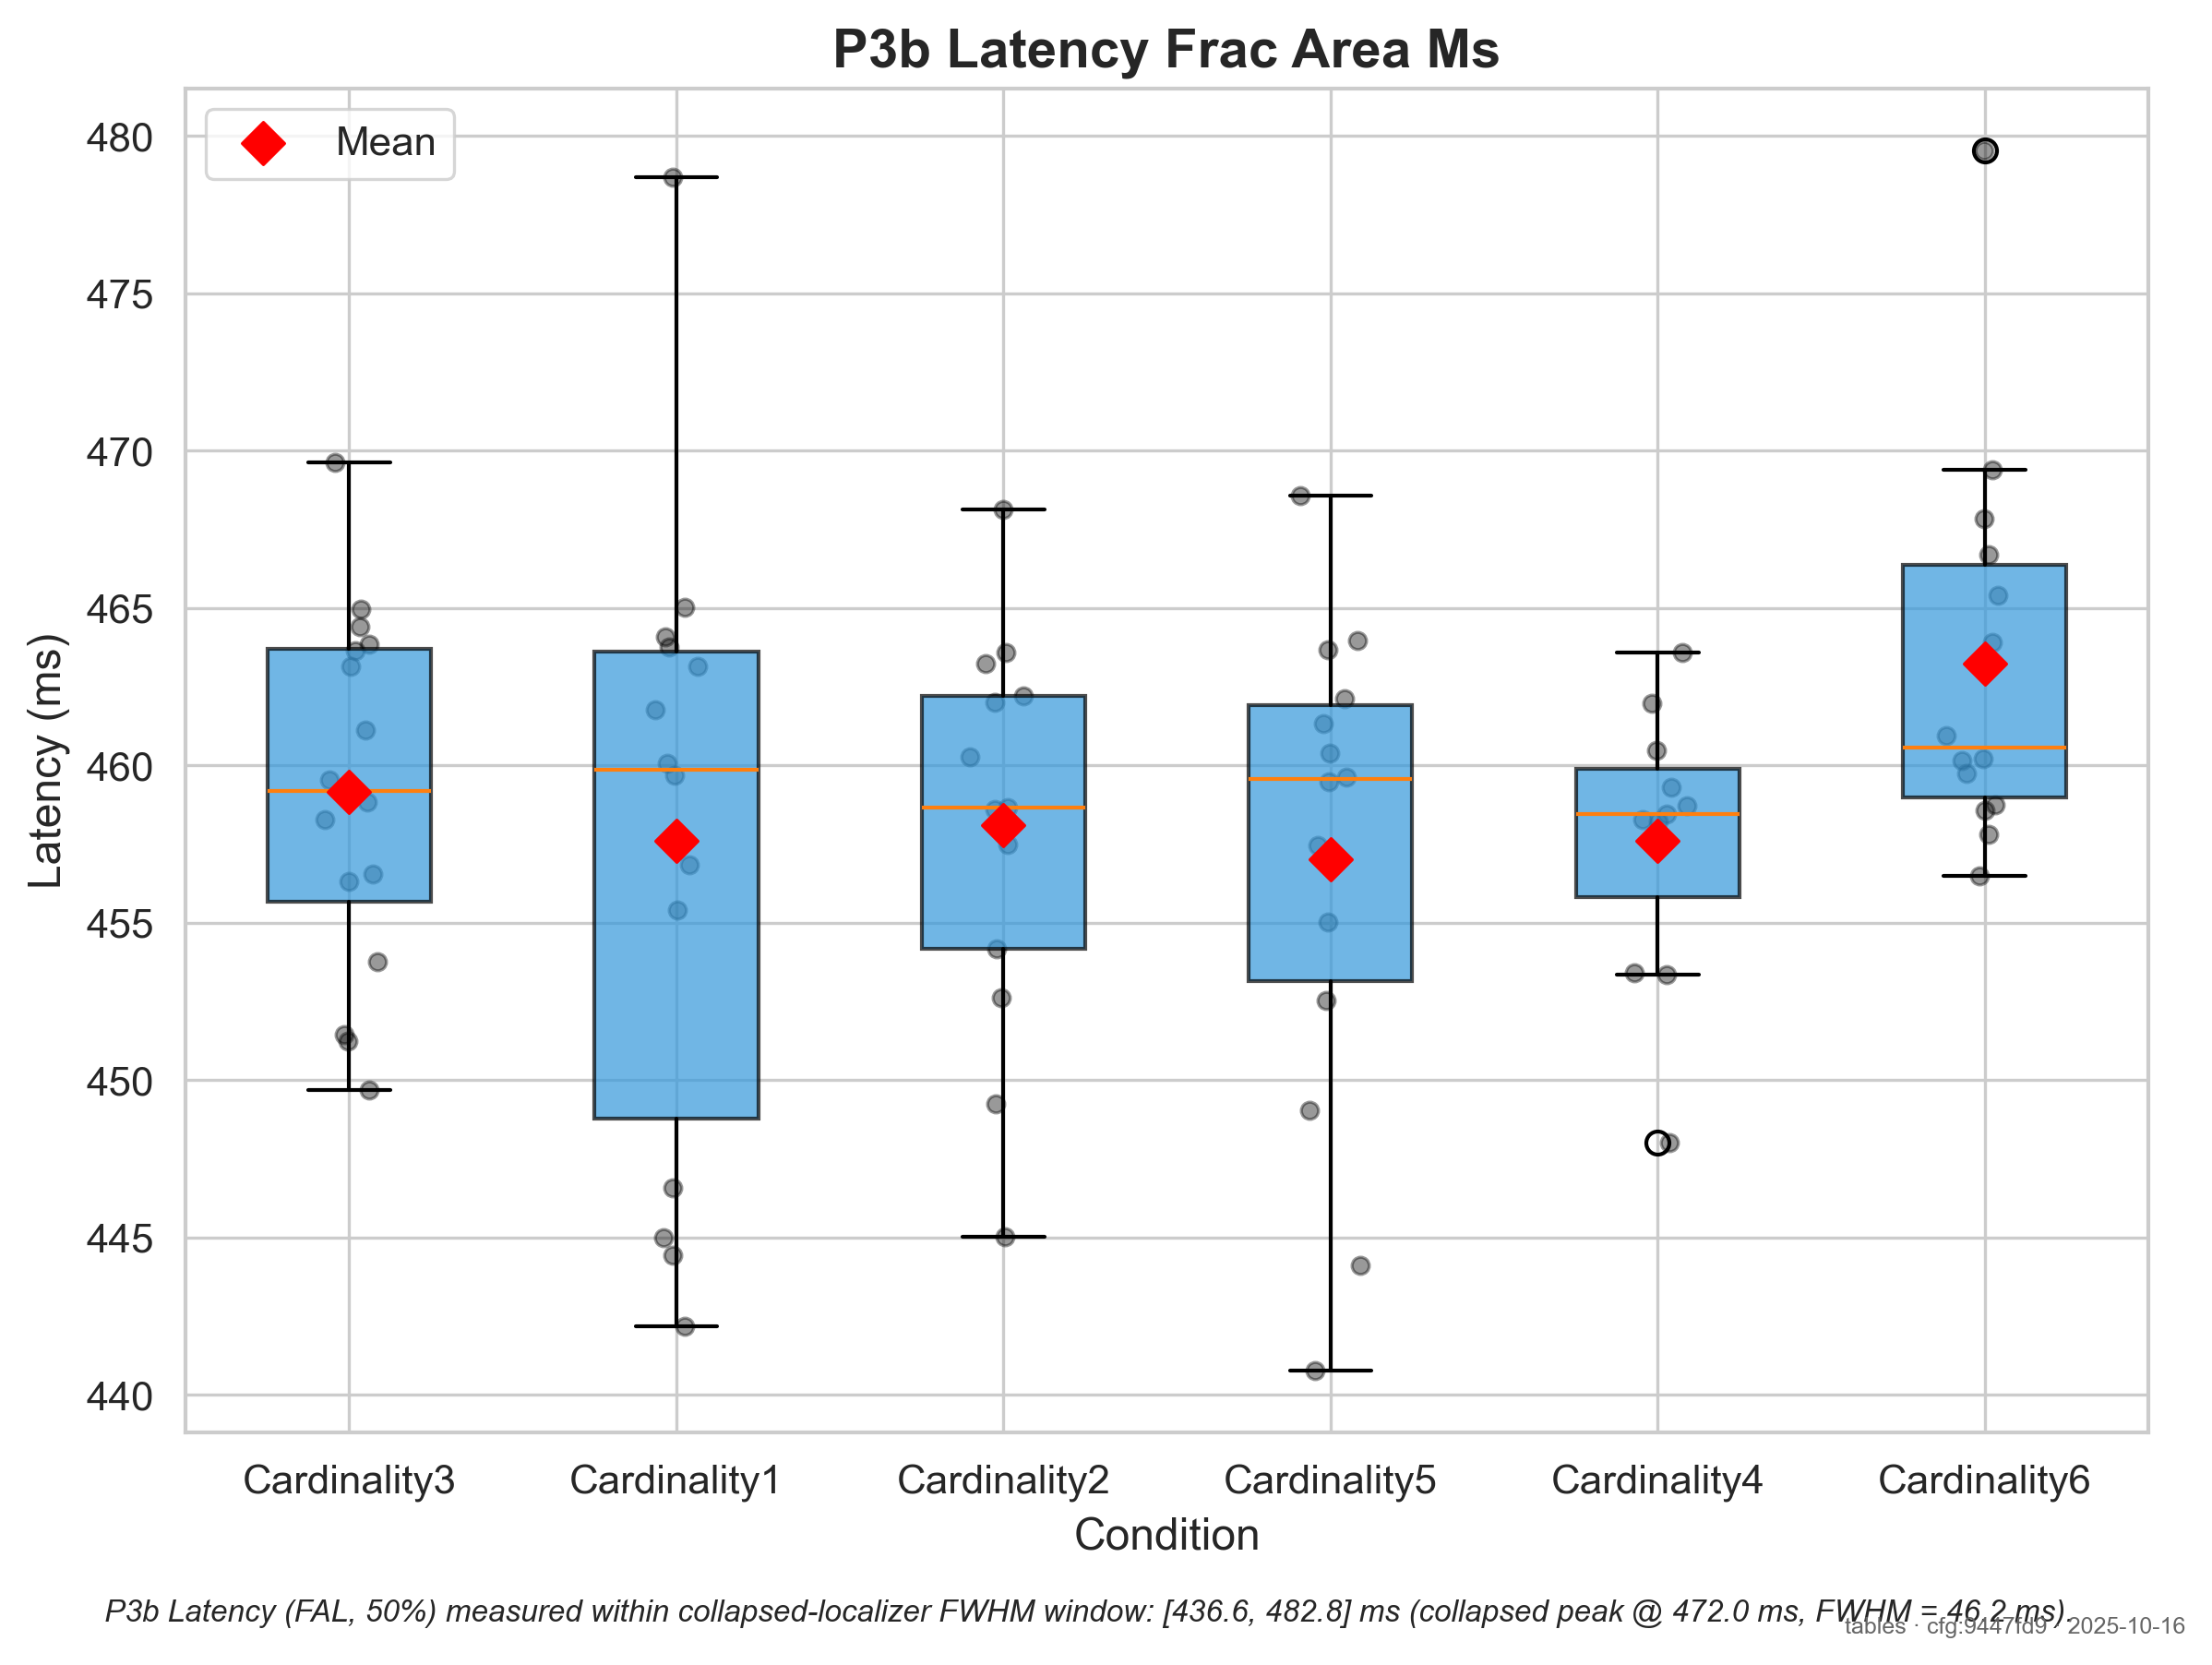 P3b Latency Frac Area Ms
Mean
480
475
470
465
460
455
450
445
440
Latency (ms)
Cardinality3 Cardinality1 Cardinality2 Cardinality5 Cardinality4 Cardinality6
Condition
P3b Latency (FAL, 50%) measured within collapsed-localizer FWHM window: [436.6, 482.8] ms (collapsed peak @ 472.0 ms, FWHM = 46.2 ms).
tables · cfg:9447fd9 · 2025-10-16